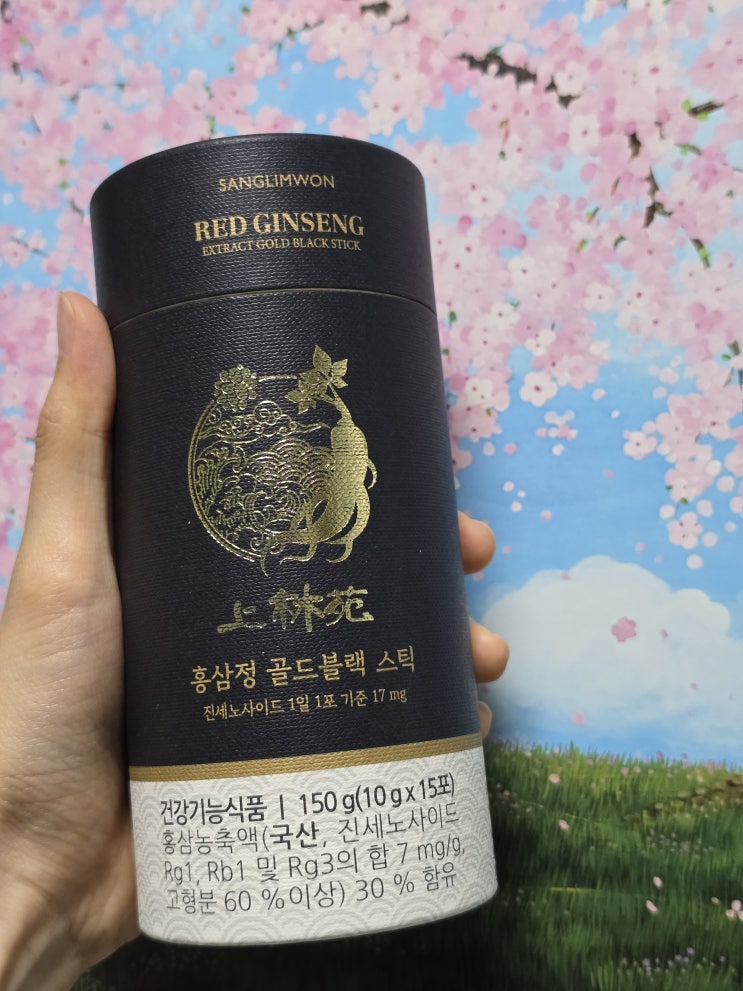 SANGLIMWON
RED GINSENG
EXTRACT GOLD BLACK STICK
上林苑
홍삼정 골드블랙 스틱
진세노사이드 1일 1포 기준 17 mg
건강기능식품 | 150 g(10 g x 15포)
홍삼농축액(국산, 진세노사이드
Rg1, Rb1 및 Rg3의 합 7 mg/g,
고형분 60 %이상) 30 % 함유